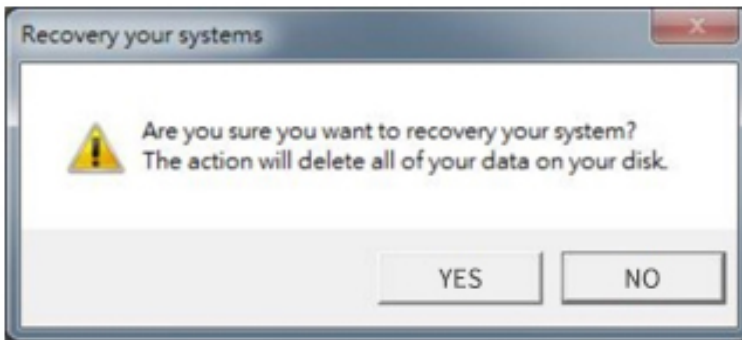 Recovery your systems
Are you sure you want to recovery your system?
The action will delete all of your data on your disk.
YES
NO